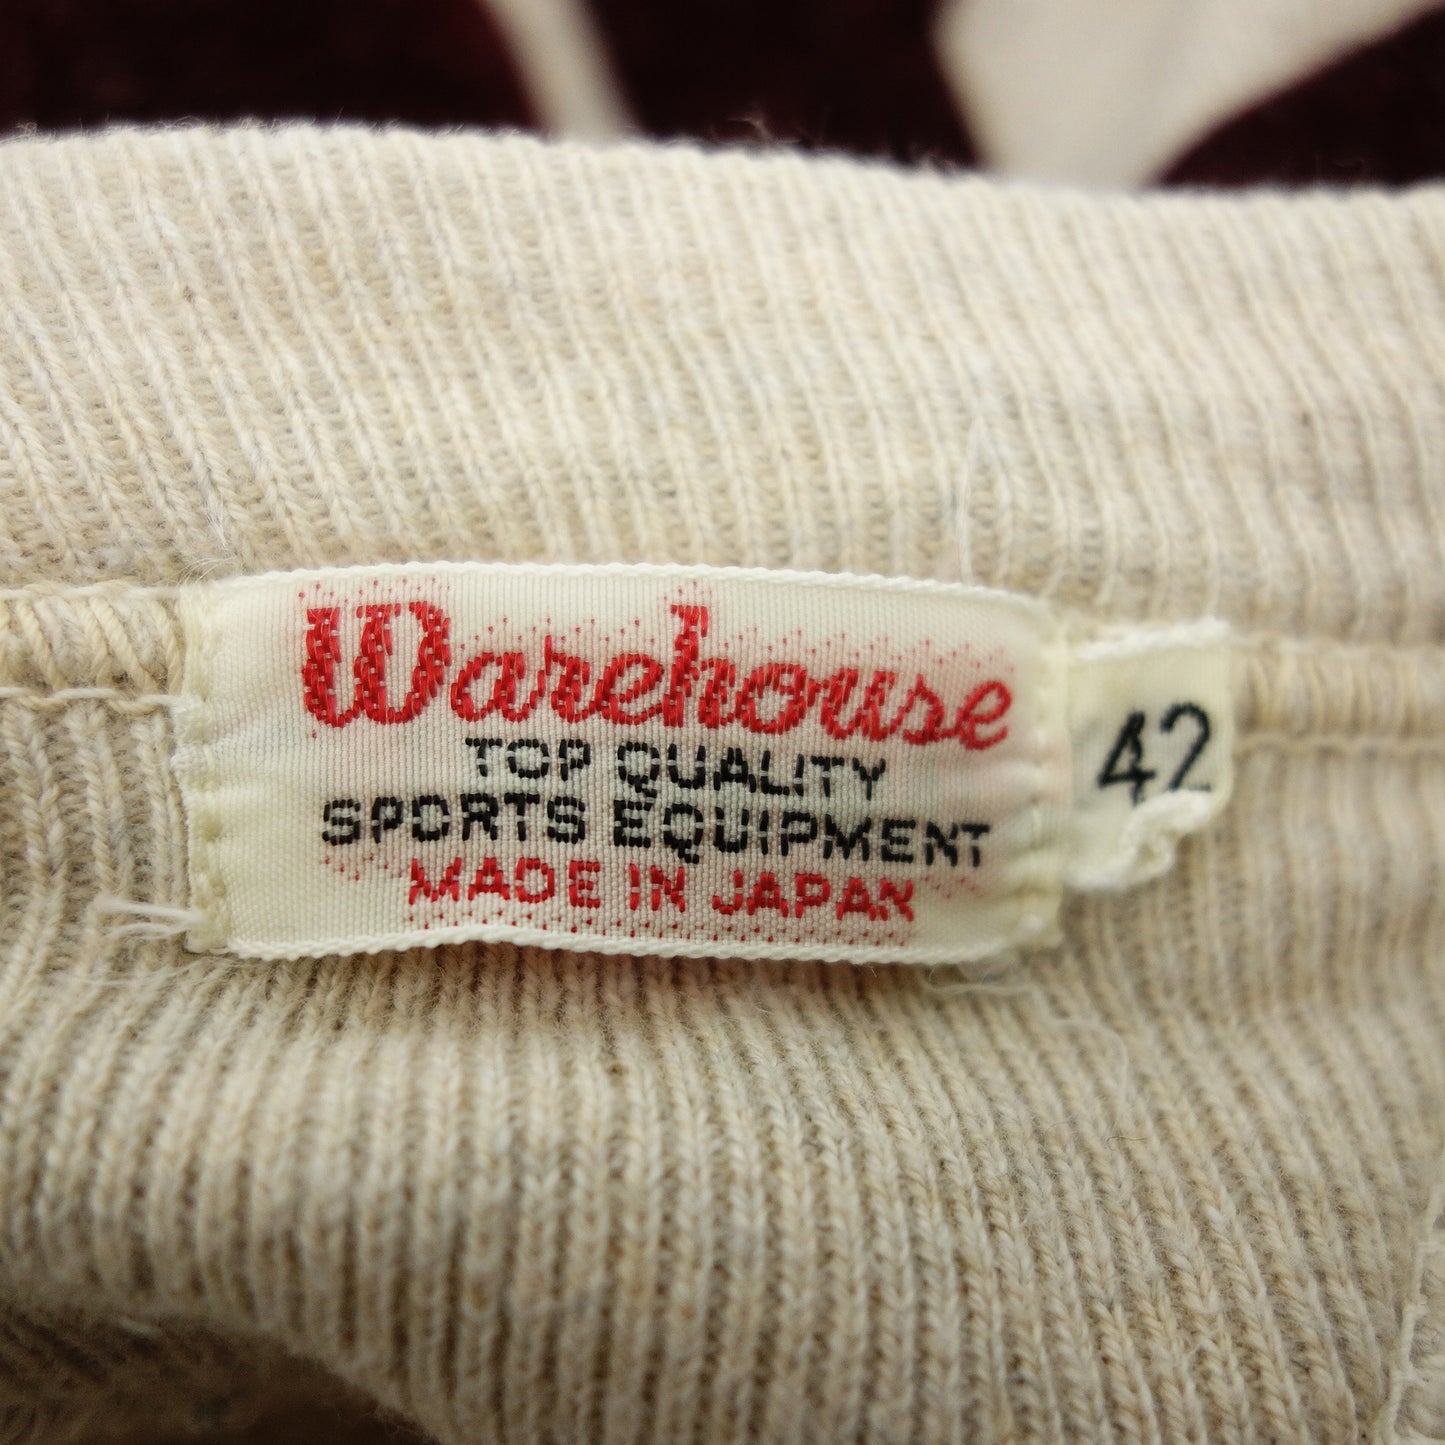 Warehouse
TOP QUALITY
SPORTS EQUIPMENT
MADE IN JAPAN
42